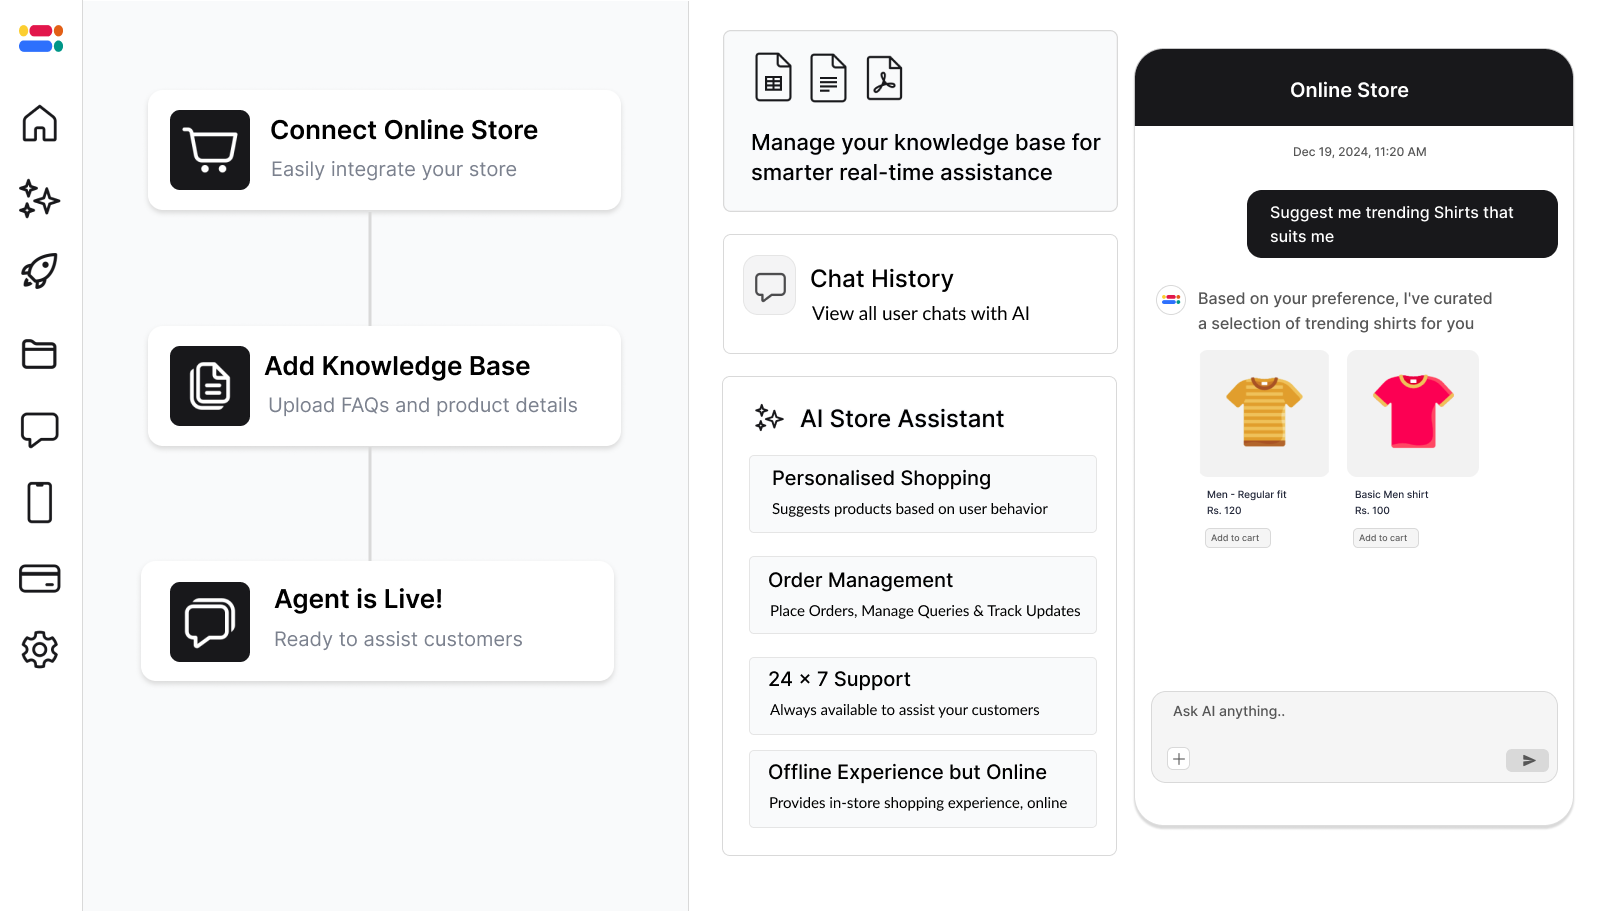 Connect Online Store
Easily integrate your store
Add Knowledge Base
Upload FAQs and product details
Agent is Live!
Ready to assist customers
Manage your knowledge base for
smarter real-time assistance
Chat History
View all user chats with AI
AI Store Assistant
Personalised Shopping
Suggests products based on user behavior
Order Management
Place Orders, Manage Queries & Track Updates
24 × 7 Support
Always available to assist your customers
Offline Experience but Online
Provides in-store shopping experience, online
Online Store
Dec 19, 2024, 11:20 AM
Suggest me trending Shirts that
suits me
Based on your preference, I've curated
a selection of trending shirts for you
Men - Regular fit
Rs. 120
Add to cart
Basic Men shirt
Rs. 100
Add to cart
Ask AI anything..